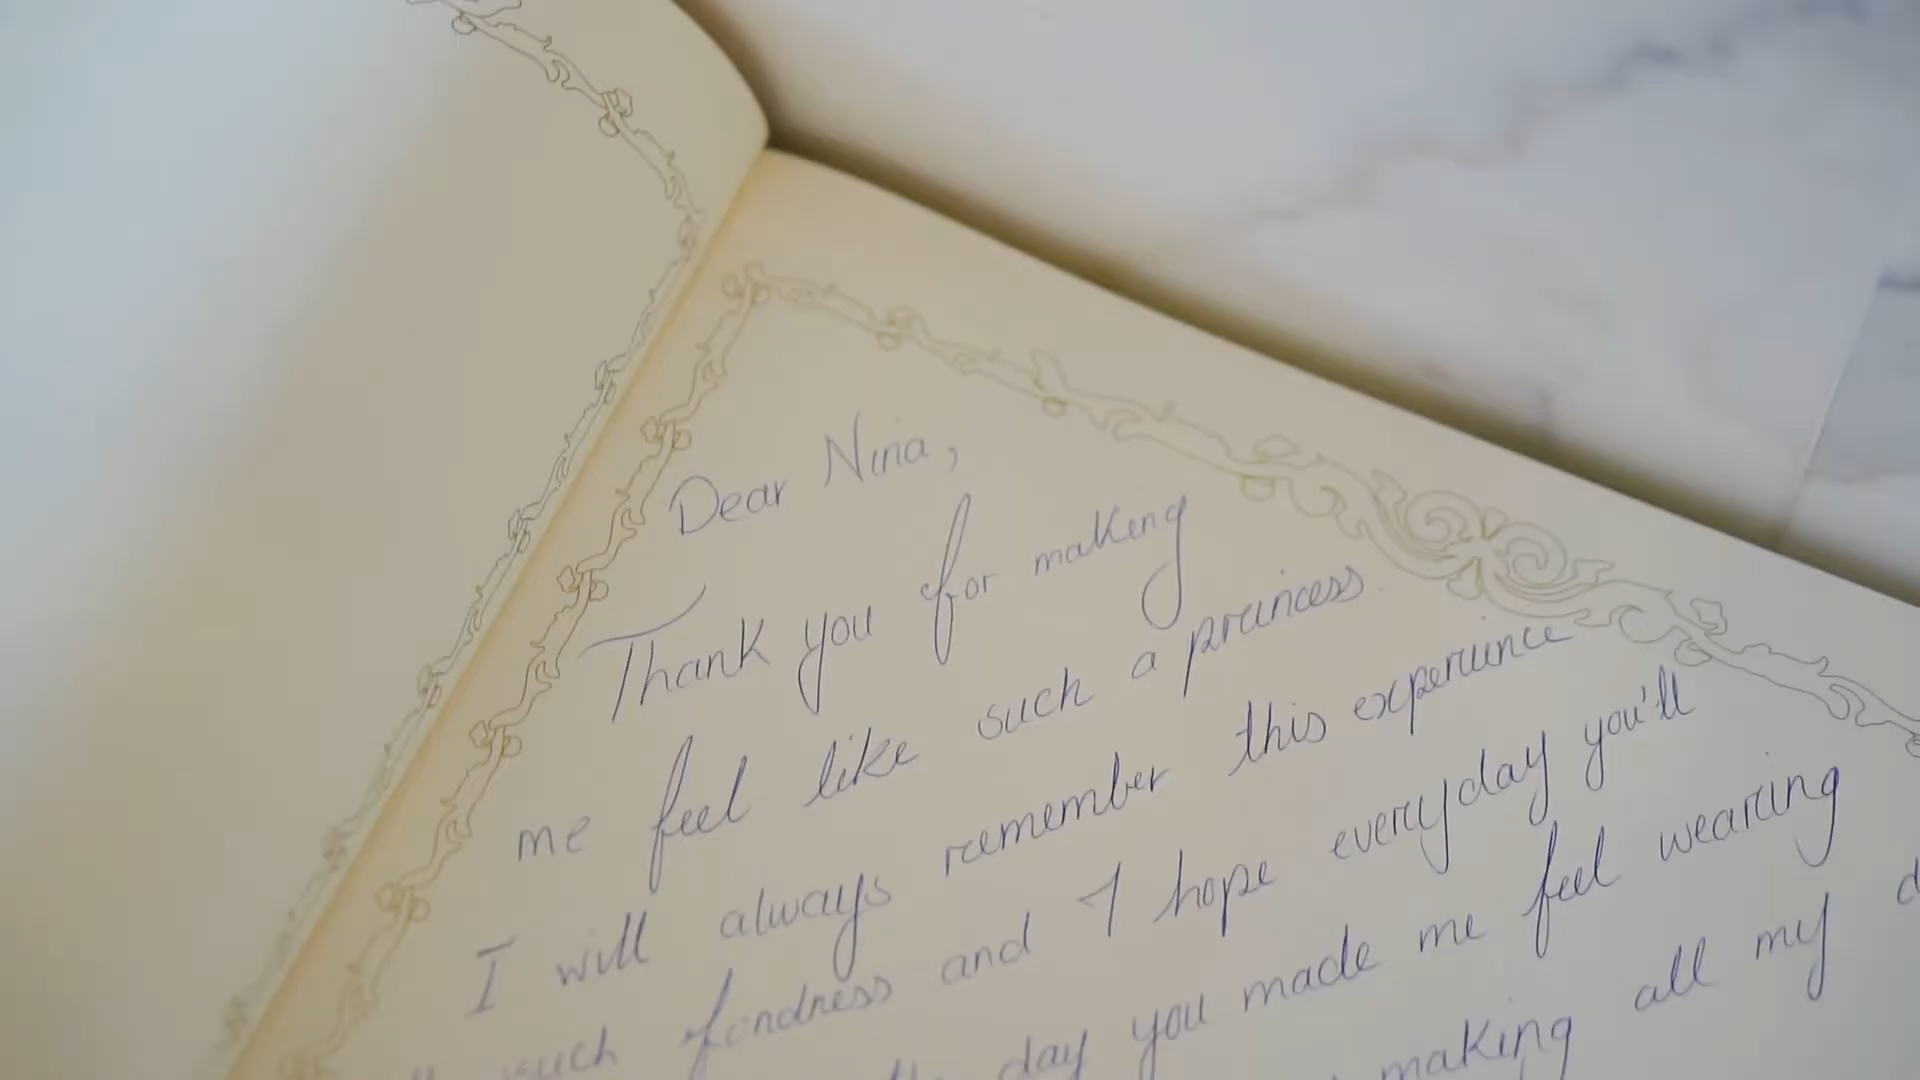 Dear Nina,
Thank you for making
me feel like such a princess
I will always remember this experience
such fondness and I hope everyday you'll
day you made me feel wearing
making all my